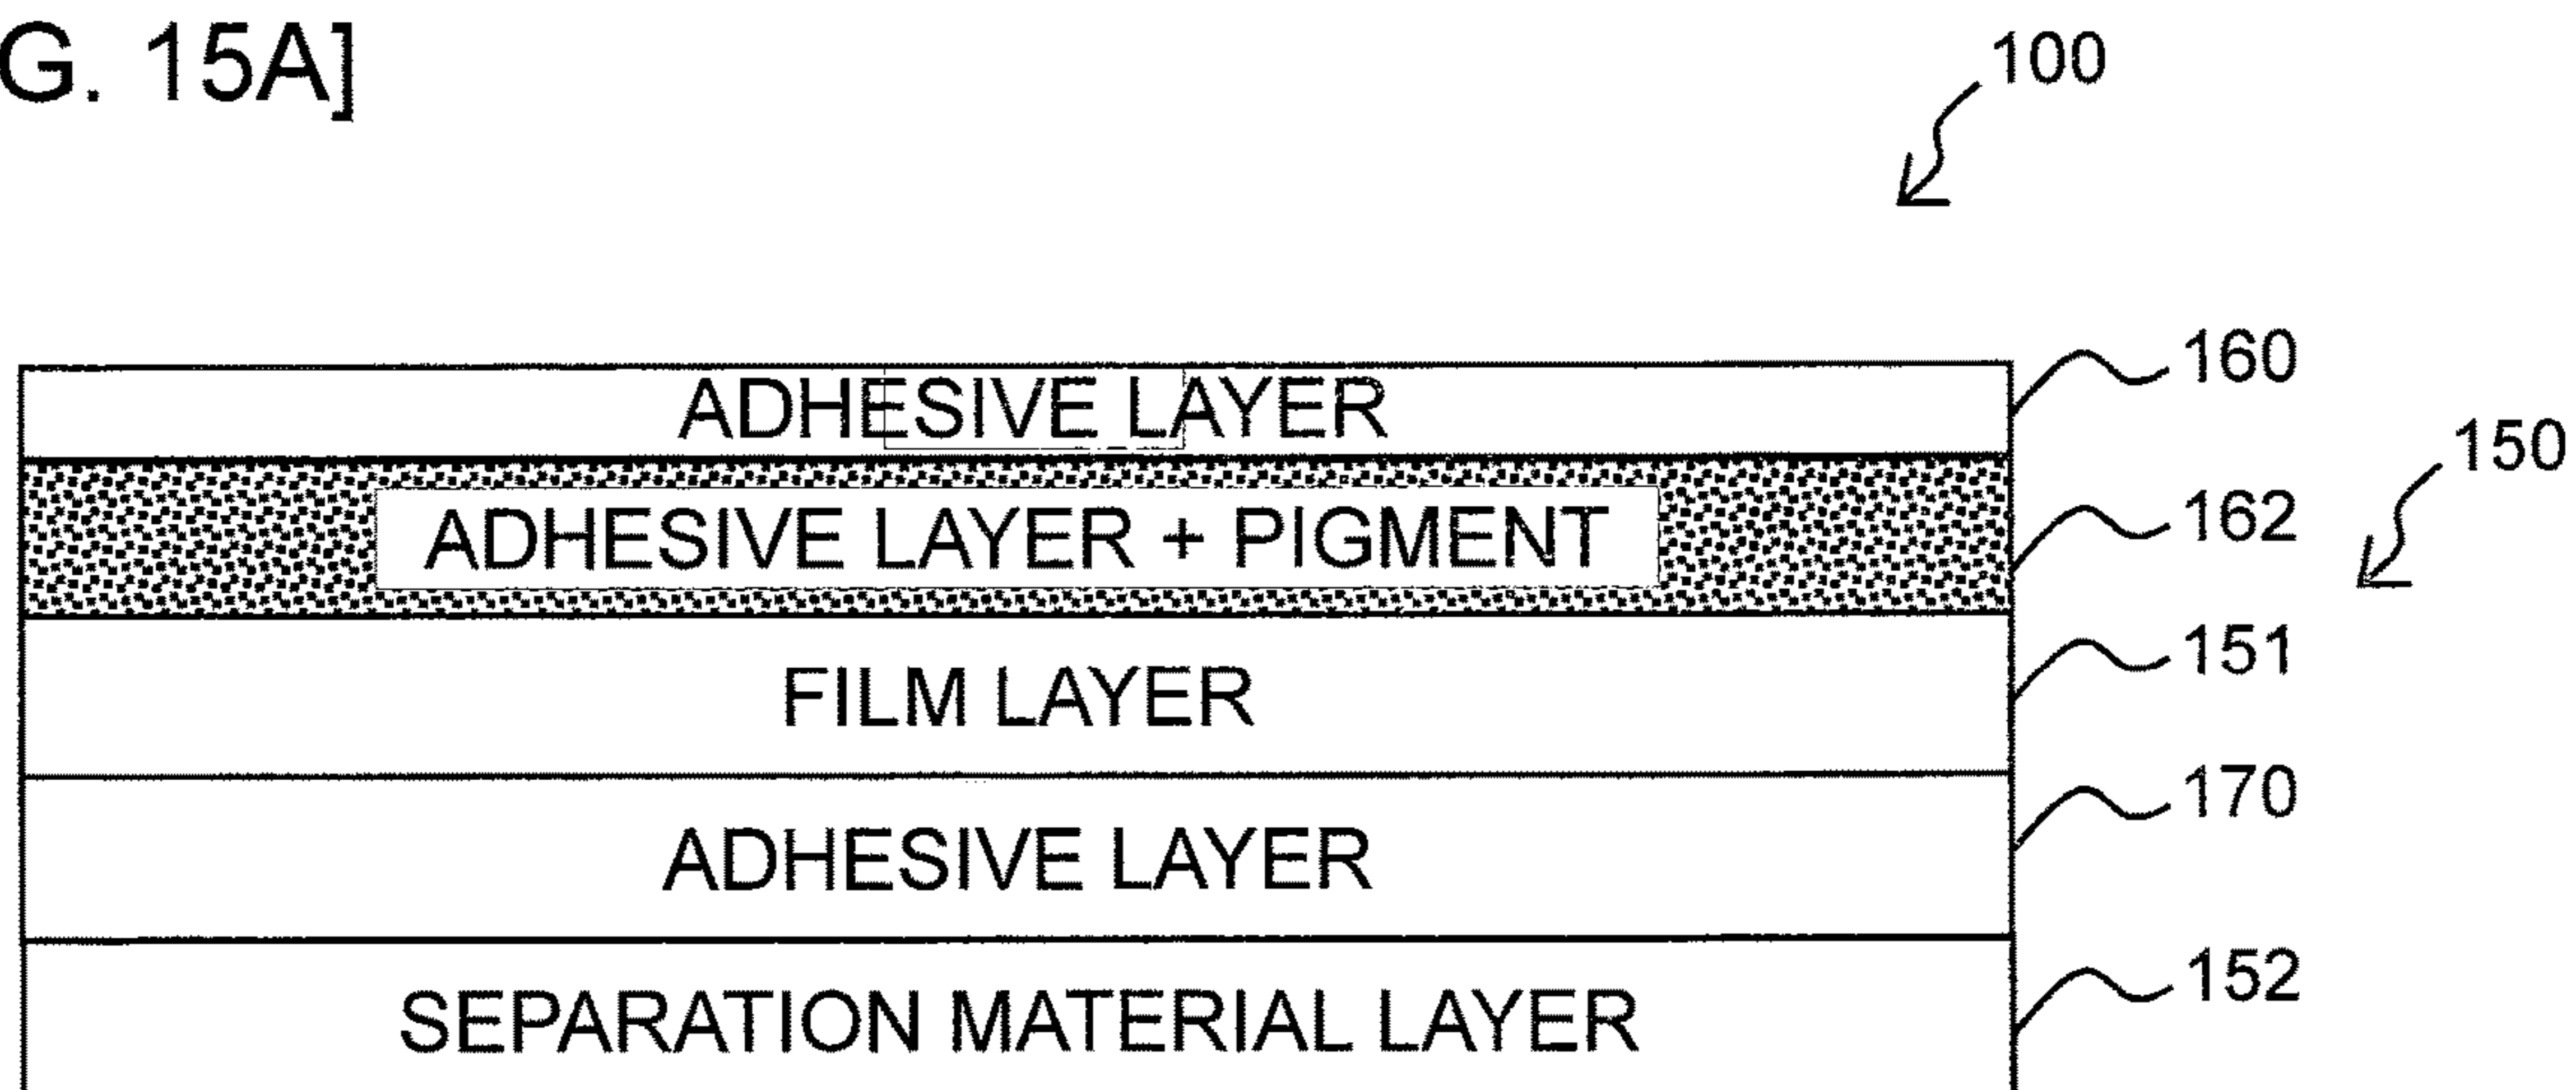 G. 15A]
100
ADHESIVE LAYER 160
150
ADHESIVE LAYER + PIGMENT 162
FILM LAYER 151
ADHESIVE LAYER 170
SEPARATION MATERIAL LAYER 152